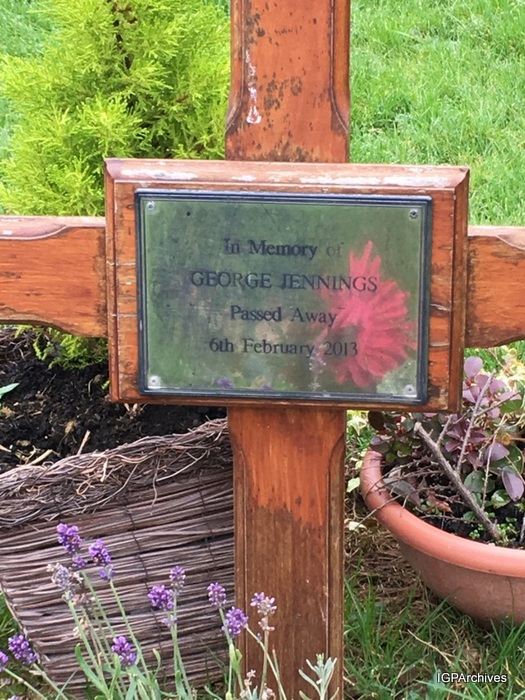 In Memory of
GEORGE JENNINGS
Passed Away
6th February 2013
IGPArchives